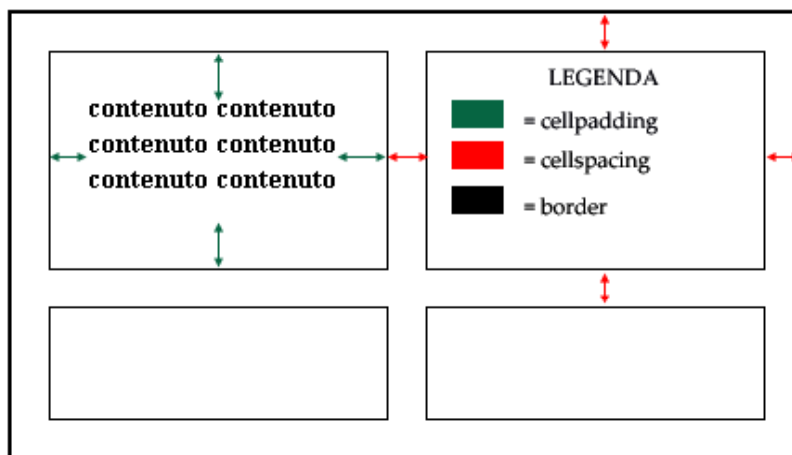 contenuto contenuto
contenuto contenuto
contenuto contenuto
LEGENDA
= cellpadding
= cellspacing
= border